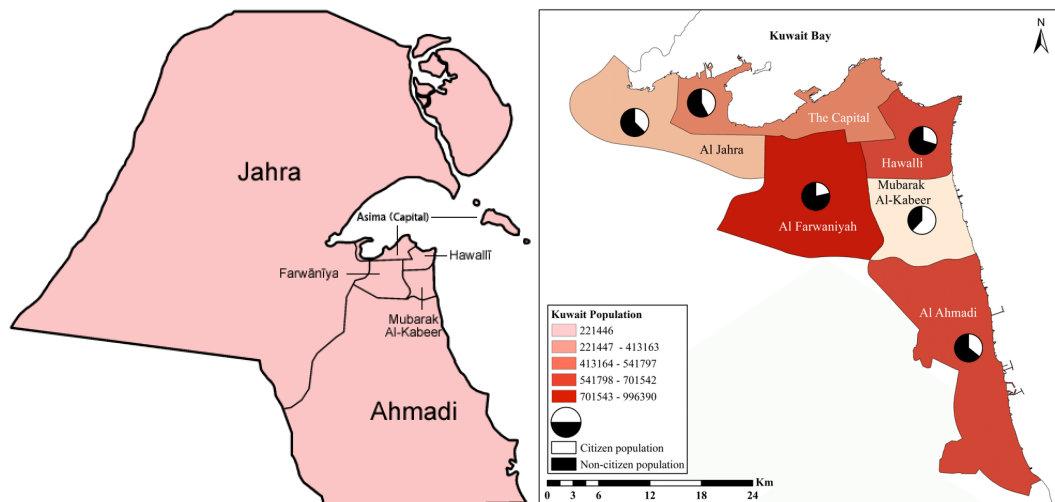 Jahra
Asima (Capital)
Hawallī
Farwānīya
Mubarak
Al-Kabeer
Ahmadi
Kuwait Bay
N
The Capital
Al Jahra
Hawalli
Mubarak
Al-Kabeer
Al Farwaniyah
Al Ahmadi
Kuwait Population
221446
221447 - 413163
413164 - 541797
541798 - 701542
701543 - 996390
Citizen population
Non-citizen population
Km
0 3 6 12 18 24